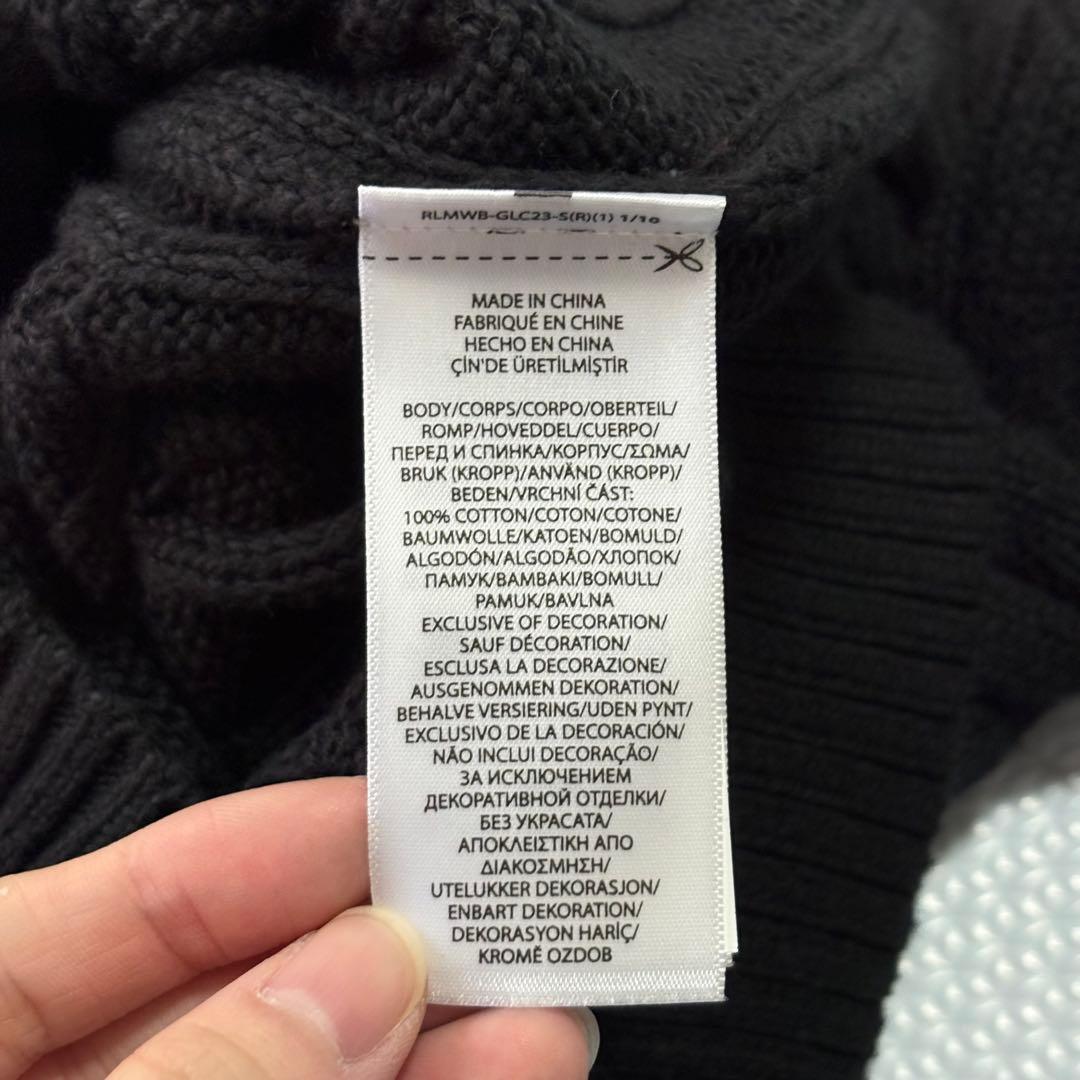 RLMWB-GLC23-S(R)(1) 1/10
MADE IN CHINA
FABRIQUÉ EN CHINE
HECHO EN CHINA
ÇİN'DE ÜRETİLMİŞTİR
BODY/CORPS/CORPO/OBERTEIL/
ROMP/HOVEDDEL/CUERPO/
ПЕРЕД И СПИНКА/КОРПУС/ΣΩΜΑ/
BRUK (KROPP)/ANVÄND (KROPP)/
BEDEN/VRCHNÍ ČÁST:
100% COTTON/COTON/COTONE/
BAUMWOLLE/KATOEN/BOMULD/
ALGODÓN/ALGODÃO/ХЛОПОК/
ПАМУК/ΒΑΜΒΑΚΙ/BOMULL/
PAMUK/BAVLNA
EXCLUSIVE OF DECORATION/
SAUF DÉCORATION/
ESCLUSA LA DECORAZIONE/
AUSGENOMMEN DEKORATION/
BEHALVE VERSIERING/UDEN PYNT/
EXCLUSIVO DE LA DECORACIÓN/
NÃO INCLUI DECORAÇÃO/
ЗА ИСКЛЮЧЕНИЕМ
ДЕКОРАТИВНОЙ ОТДЕЛКИ/
БЕЗ УКРАСАТА/
ΑΠΟΚΛΕΙΣΤΙΚΗ ΑΠΟ
ΔΙΑΚΟΣΜΗΣΗ/
UTELUKKER DEKORASJON/
ENBART DEKORATION/
DEKORASYON HARİÇ/
KROMĚ OZDOB